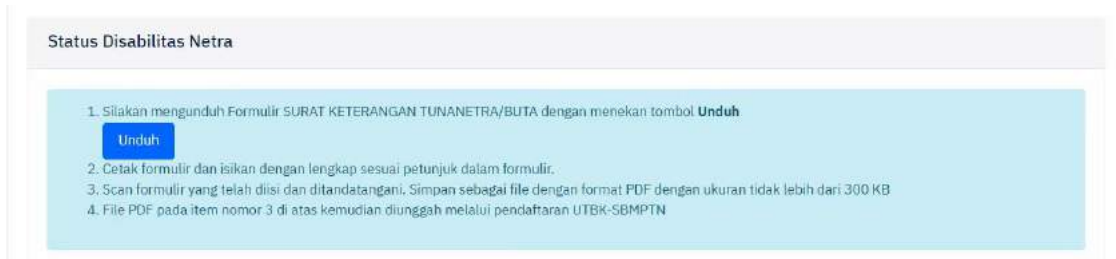 Status Disabilitas Netra
1. Silakan mengunduh Formulir SURAT KETERANGAN TUNANETRA/BUTA dengan menekan tombol Unduh
Unduh
2. Cetak formulir dan isikan dengan lengkap sesuai petunjuk dalam formulir.
3. Scan formulir yang telah diisi dan ditandatangani. Simpan sebagai file dengan format PDF dengan ukuran tidak lebih dari 300 KB
4. File PDF pada item nomor 3 di atas kemudian diunggah melalui pendaftaran UTBK-SBMPTN